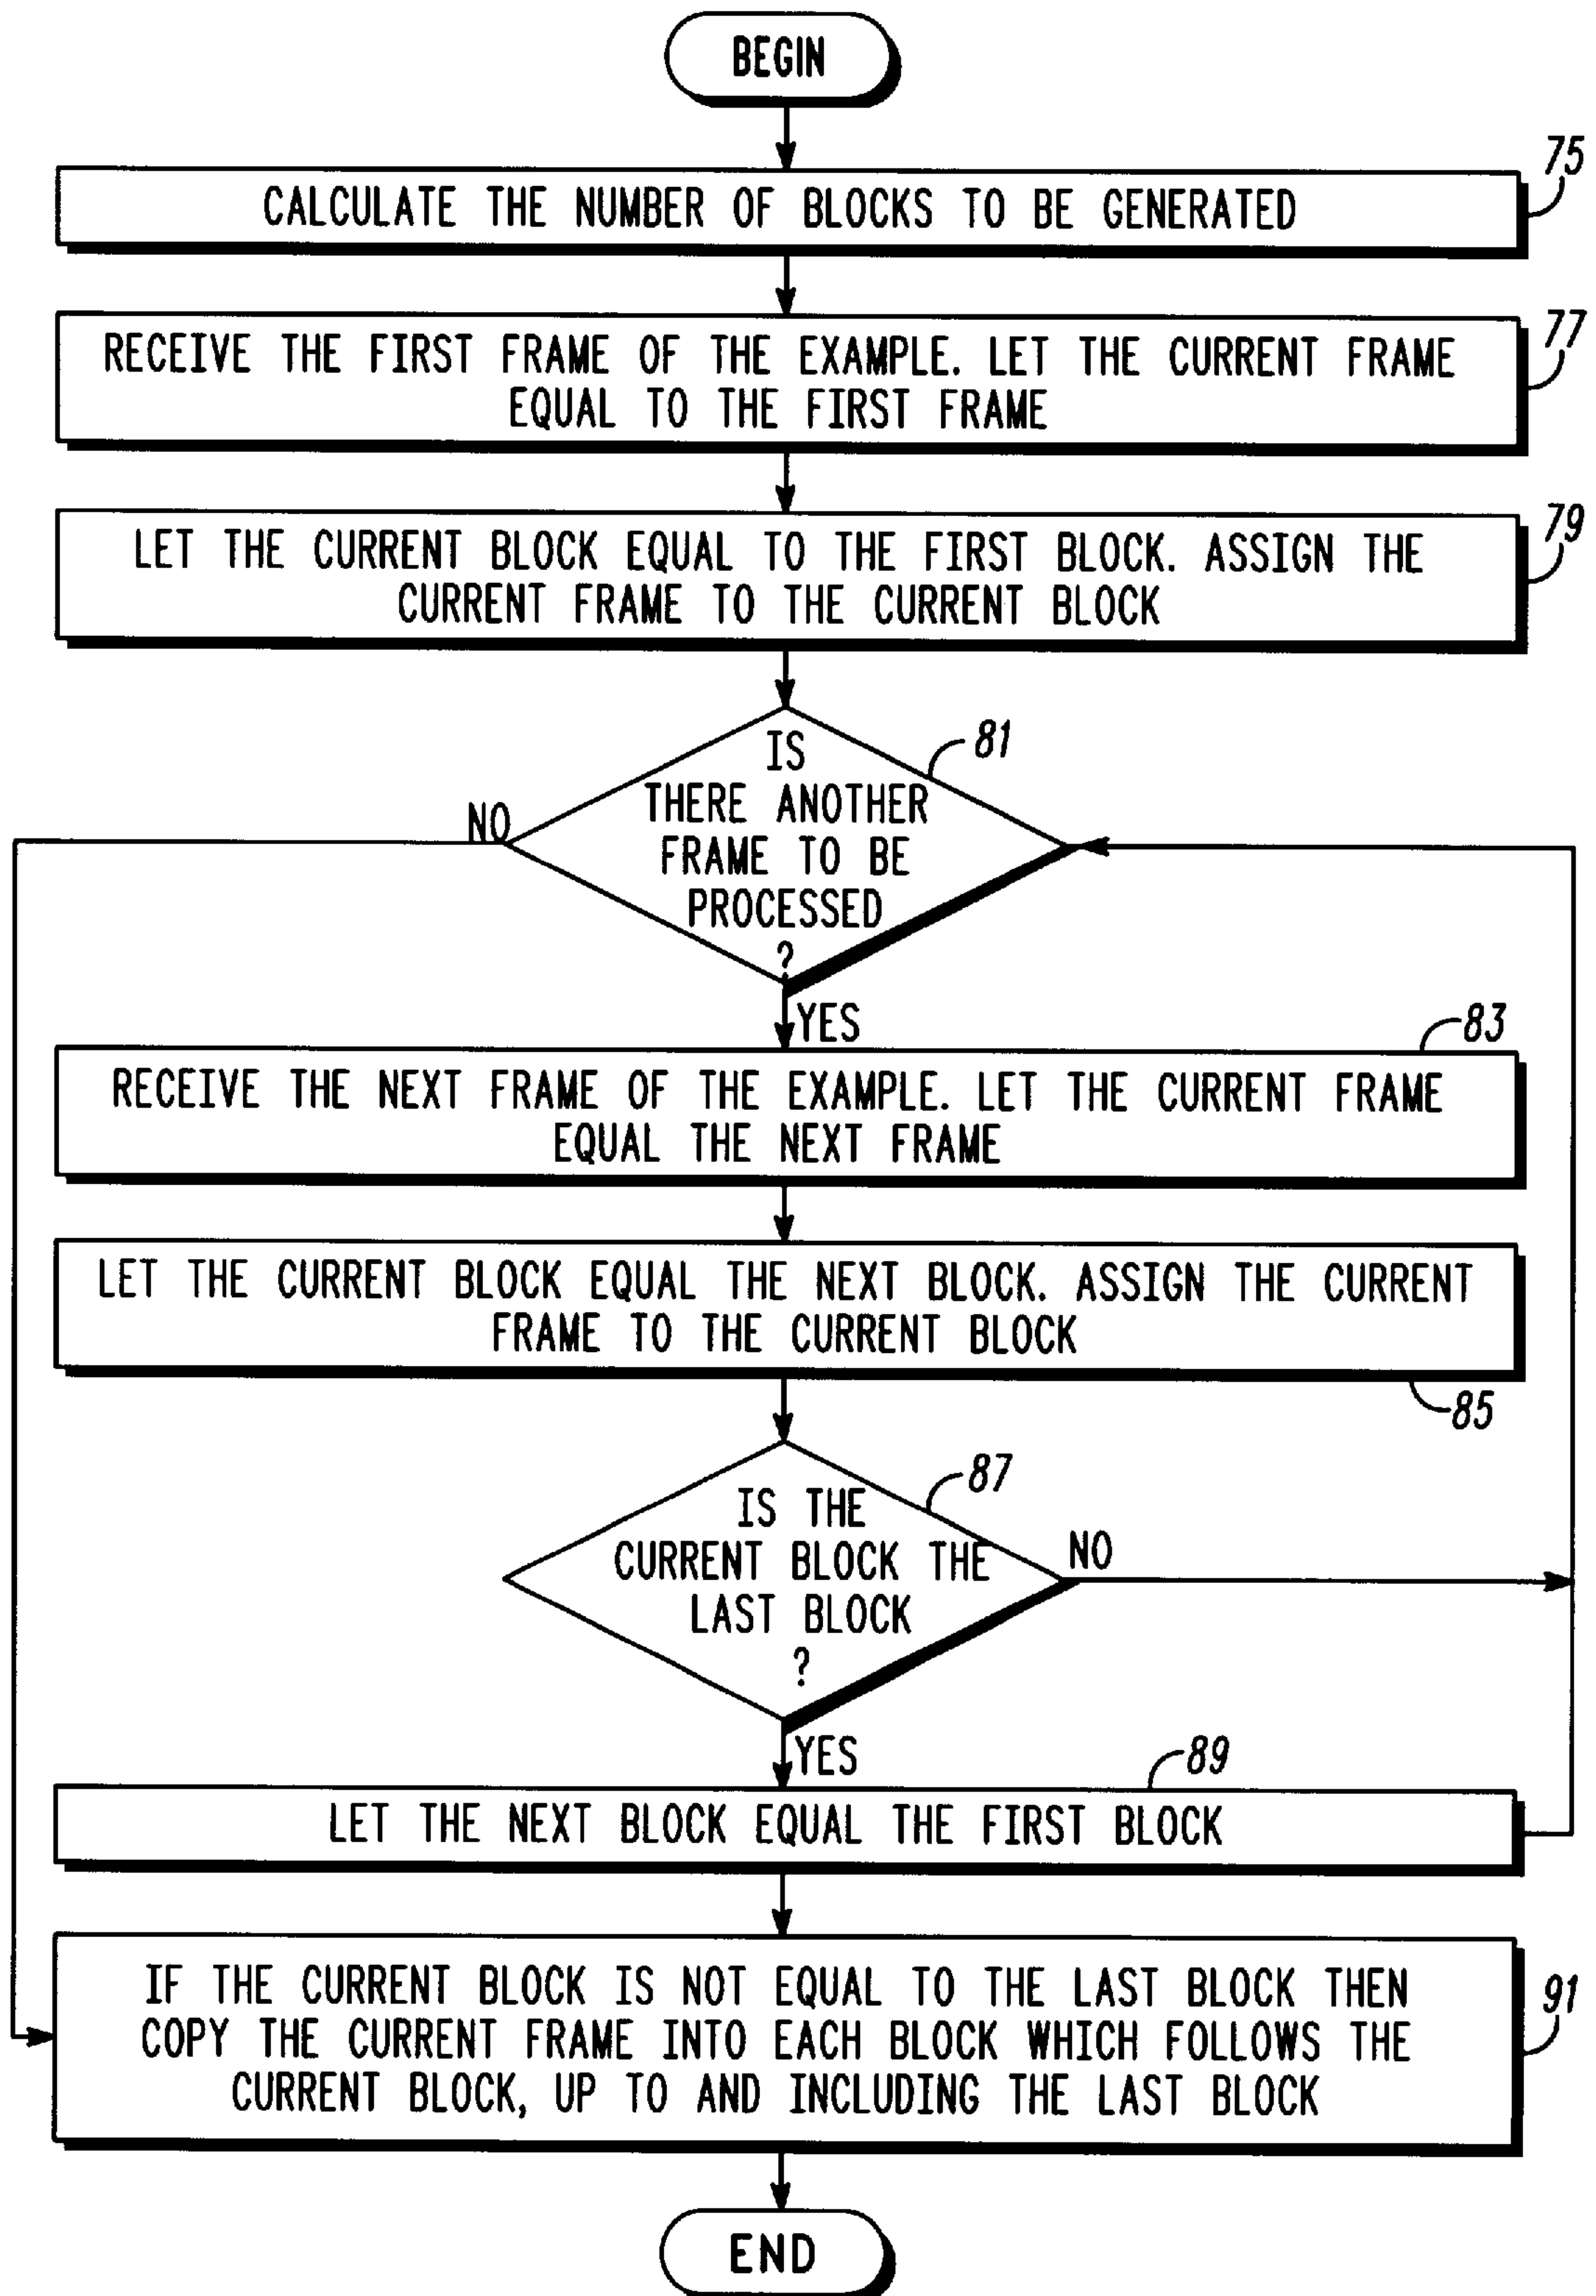 BEGIN
75
CALCULATE THE NUMBER OF BLOCKS TO BE GENERATED
77
RECEIVE THE FIRST FRAME OF THE EXAMPLE. LET THE CURRENT FRAME
EQUAL TO THE FIRST FRAME
79
LET THE CURRENT BLOCK EQUAL TO THE FIRST BLOCK. ASSIGN THE
CURRENT FRAME TO THE CURRENT BLOCK
81
IS
THERE ANOTHER
FRAME TO BE
PROCESSED
?
NO
YES
83
RECEIVE THE NEXT FRAME OF THE EXAMPLE. LET THE CURRENT FRAME
EQUAL THE NEXT FRAME
LET THE CURRENT BLOCK EQUAL THE NEXT BLOCK. ASSIGN THE CURRENT
FRAME TO THE CURRENT BLOCK
85
87
IS THE
CURRENT BLOCK THE
LAST BLOCK
?
NO
YES
89
LET THE NEXT BLOCK EQUAL THE FIRST BLOCK
IF THE CURRENT BLOCK IS NOT EQUAL TO THE LAST BLOCK THEN
COPY THE CURRENT FRAME INTO EACH BLOCK WHICH FOLLOWS THE
CURRENT BLOCK, UP TO AND INCLUDING THE LAST BLOCK
91
END